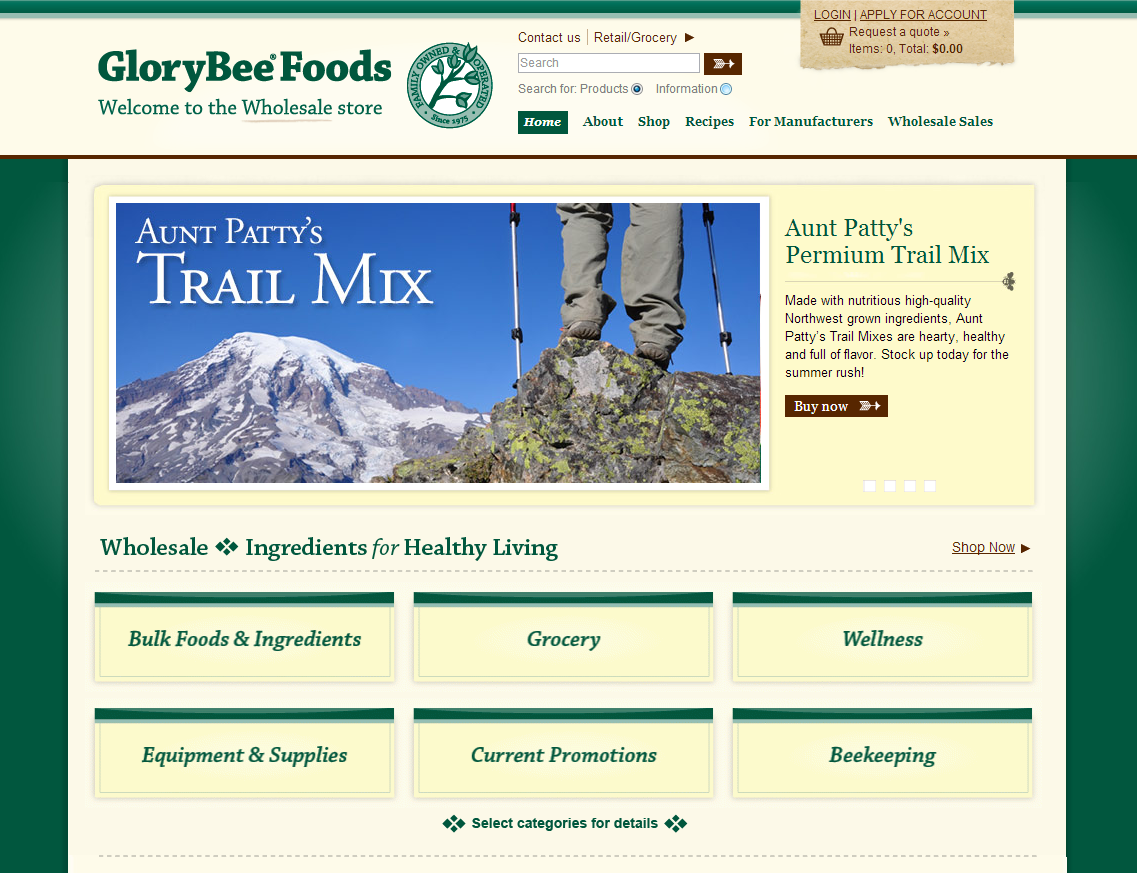 LOGIN | APPLY FOR ACCOUNT
Request a quote »
Items: 0, Total: $0.00
GloryBee® Foods
Welcome to the Wholesale store
FAMILY OWNED & OPERATED
Since 1975
Contact us | Retail/Grocery
Search
Search for: Products Information
Home About Shop Recipes For Manufacturers Wholesale Sales
AUNT PATTY'S
TRAIL MIX
Aunt Patty's
Permium Trail Mix
Made with nutritious high-quality
Northwest grown ingredients, Aunt
Patty's Trail Mixes are hearty, healthy
and full of flavor. Stock up today for the
summer rush!
Buy now
Wholesale Ingredients for Healthy Living
Shop Now
Bulk Foods & Ingredients
Grocery
Wellness
Equipment & Supplies
Current Promotions
Beekeeping
Select categories for details